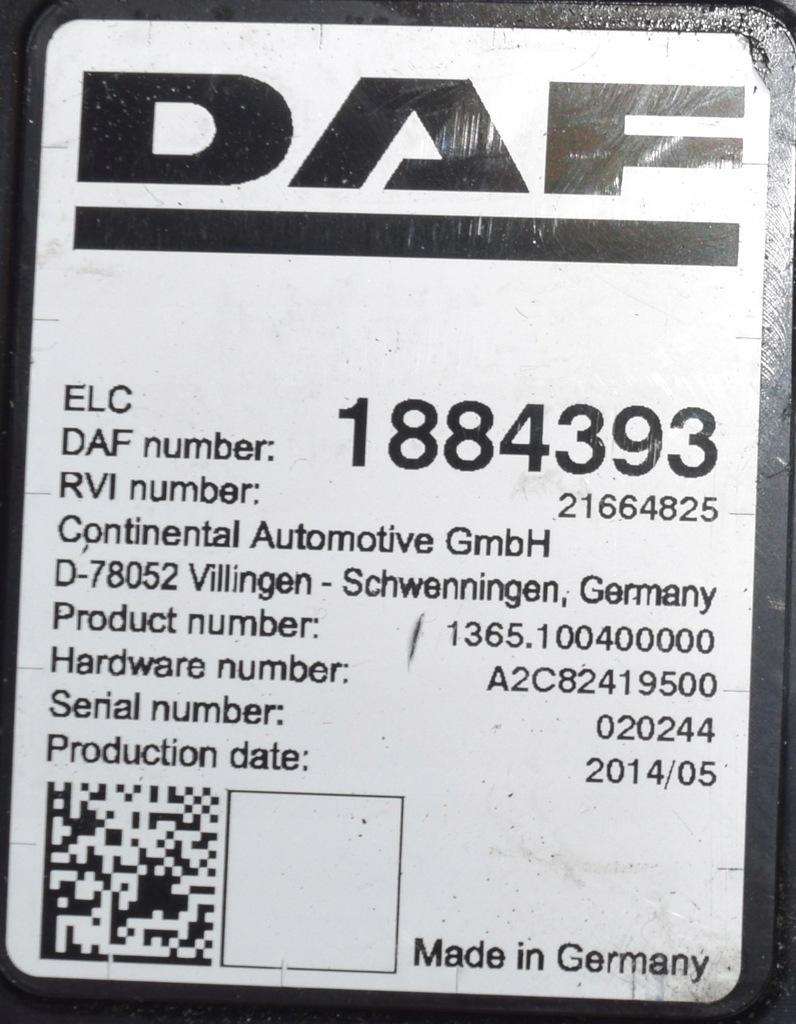 DAF
ELC
DAF number: 1884393
RVI number: 21664825
Continental Automotive GmbH
D-78052 Villingen - Schwenningen, Germany
Product number: 1365.100400000
Hardware number: A2C82419500
Serial number: 020244
Production date: 2014/05
Made in Germany